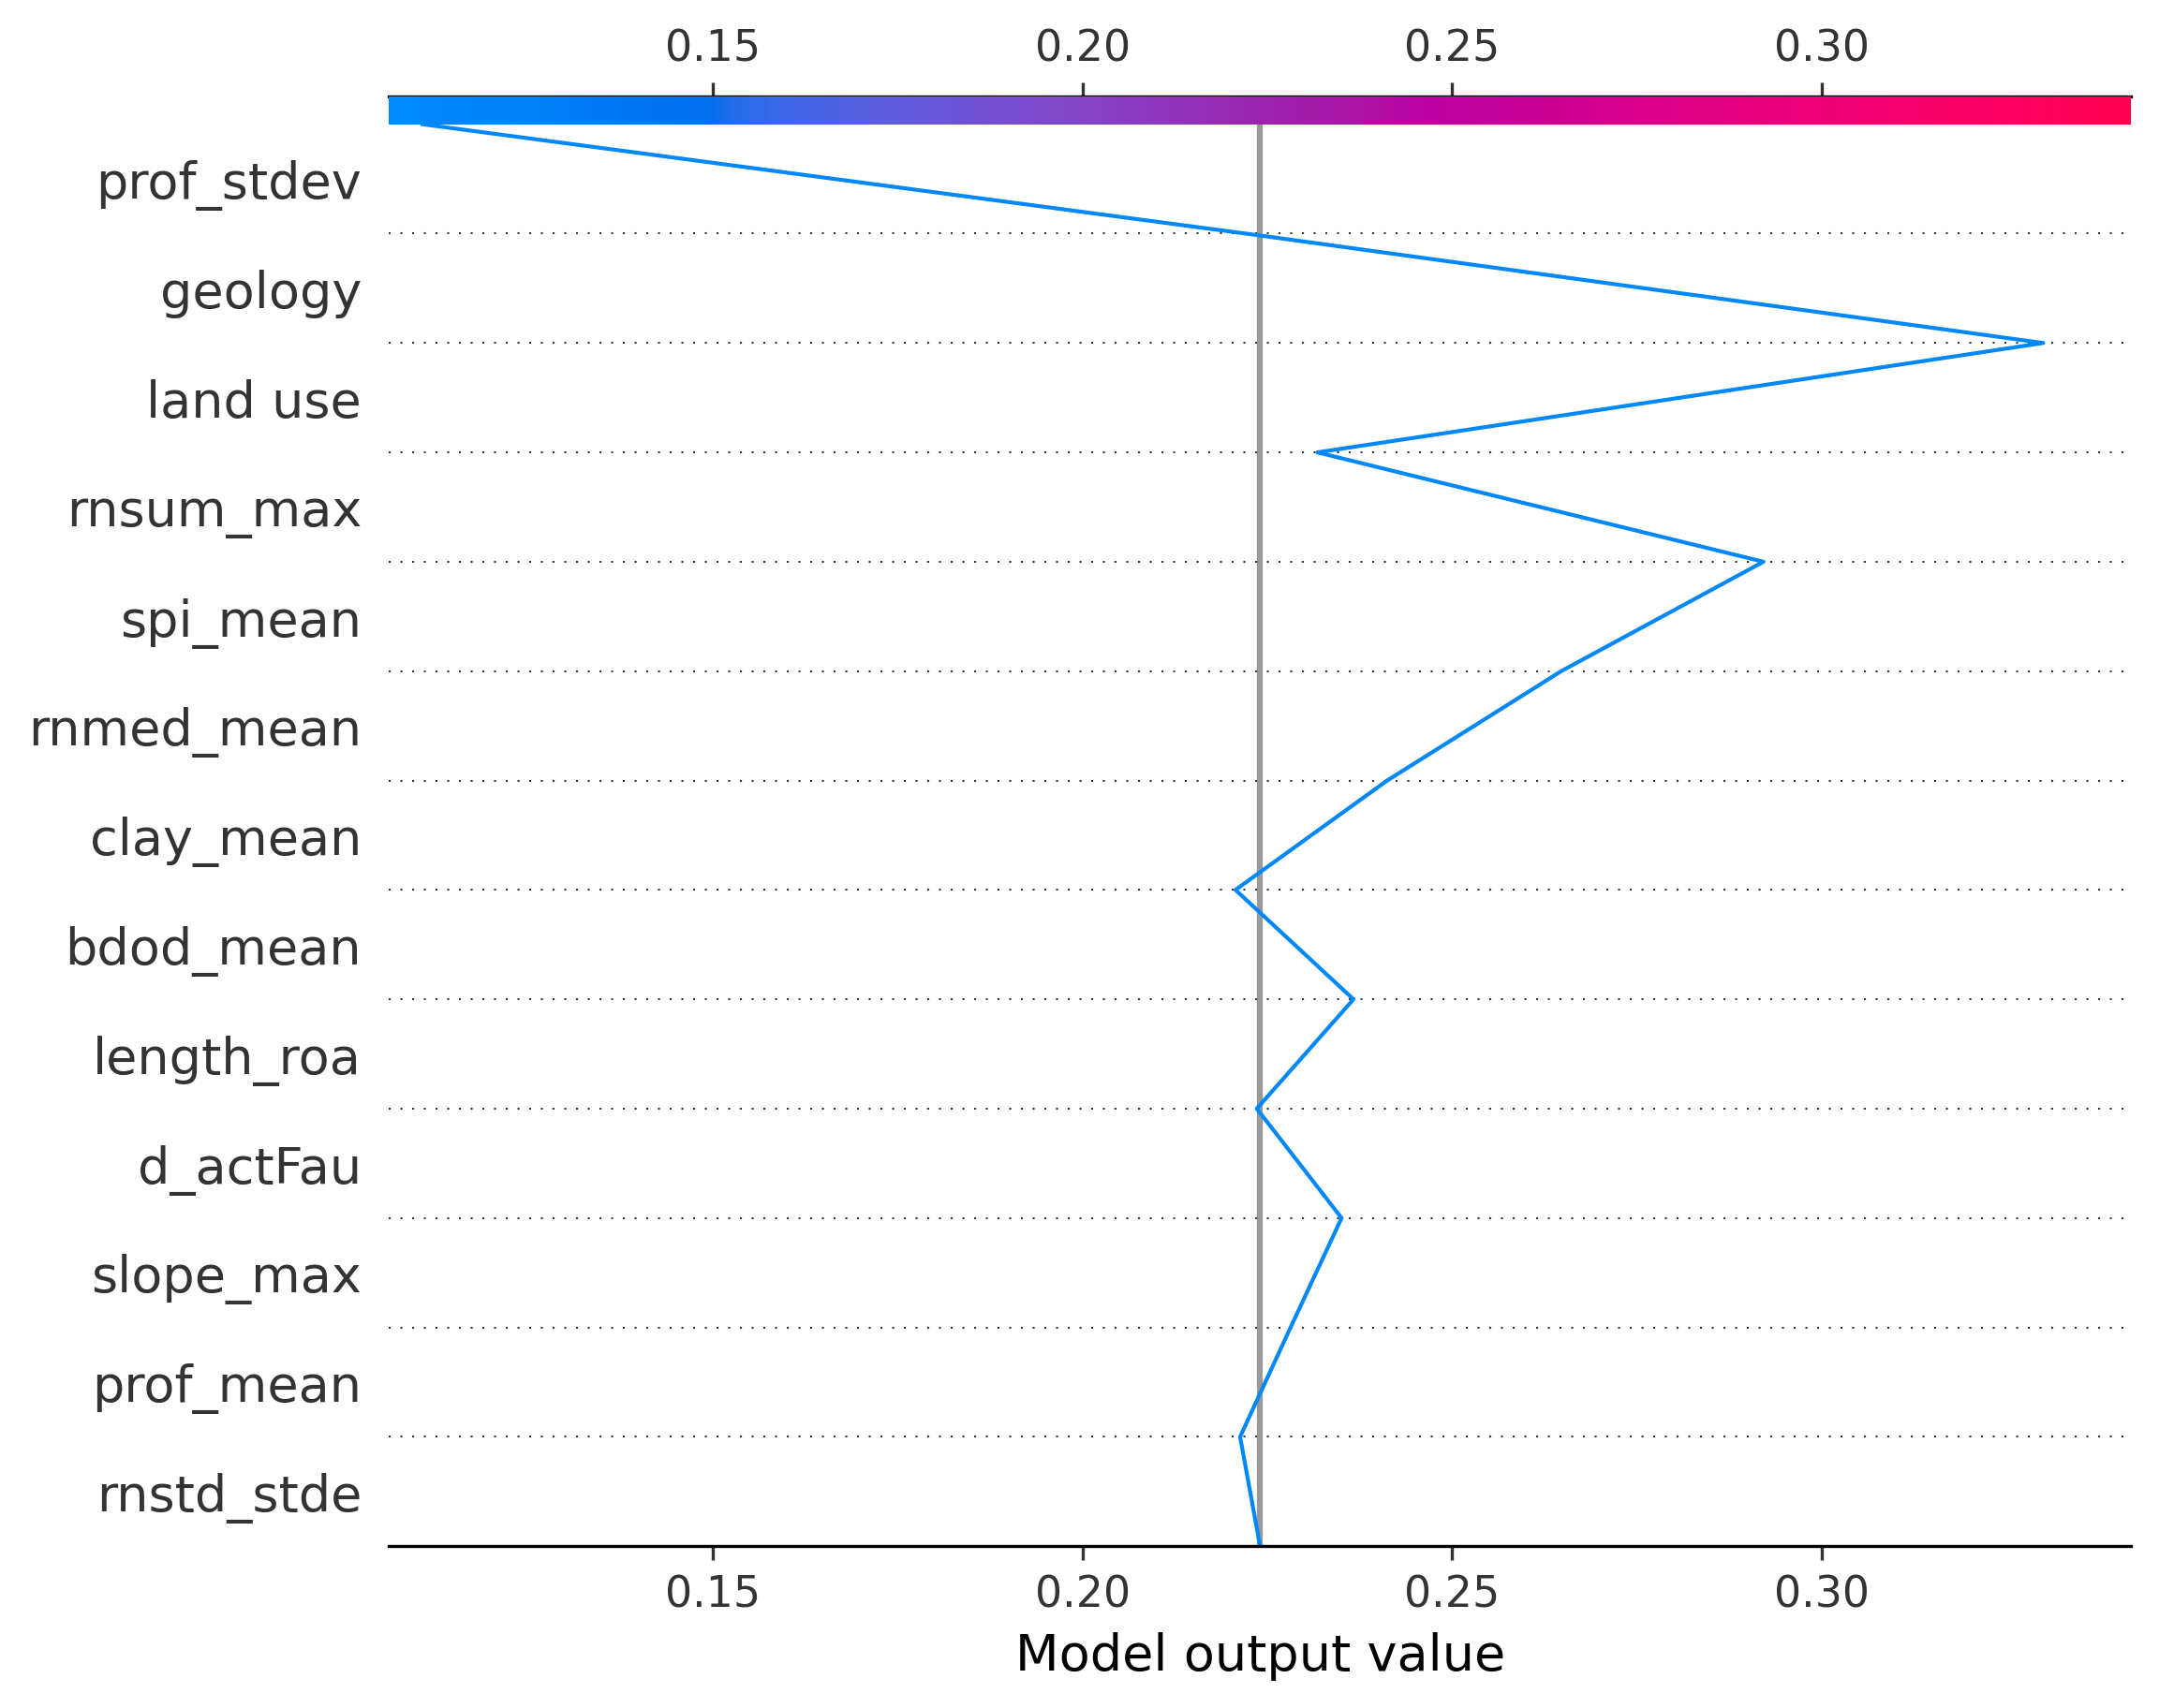 0.15 0.20 0.25 0.30
prof_stdev
geology
land use
rnsum_max
spi_mean
rnmed_mean
clay_mean
bdod_mean
length_roa
d_actFau
slope_max
prof_mean
rnstd_stde
0.15 0.20 0.25 0.30
Model output value